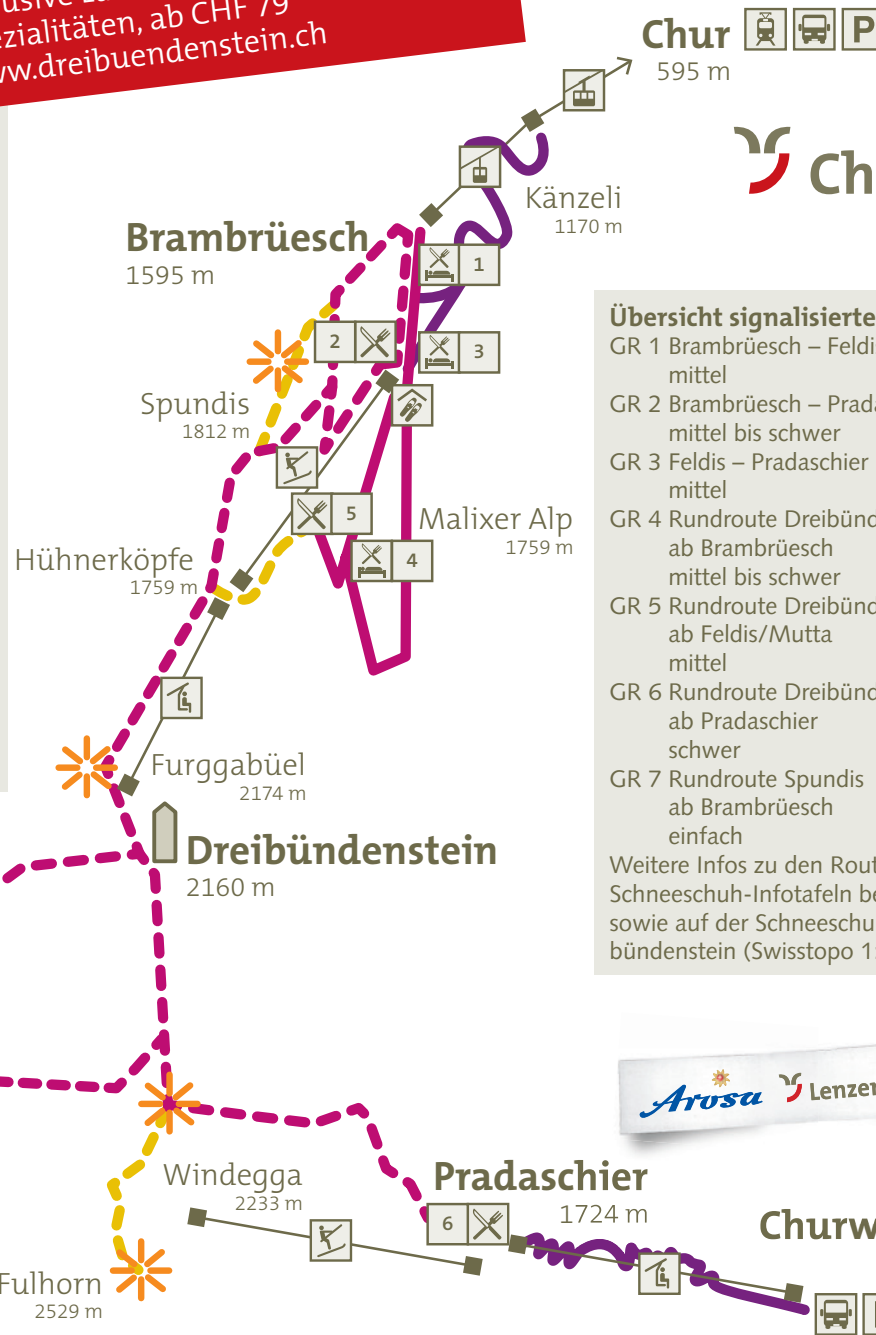 ezialitäten, ab CHF 79
ww.dreibuendenstein.ch
Chur
595 m
P
Ch
Känzeli
1170 m
Brambrüesch
1595 m
1
2
3
Spundis
1812 m
5
Malixer Alp
1759 m
4
Hühnerköpfe
1759 m
Furggabüel
2174 m
Dreibündenstein
2160 m
Übersicht signalisierte
GR 1 Brambrüesch – Feldis
mittel
GR 2 Brambrüesch – Prada
mittel bis schwer
GR 3 Feldis – Pradaschier
mittel
GR 4 Rundroute Dreibünd
ab Brambrüesch
mittel bis schwer
GR 5 Rundroute Dreibünd
ab Feldis/Mutta
mittel
GR 6 Rundroute Dreibünd
ab Pradaschier
schwer
GR 7 Rundroute Spundis
ab Brambrüesch
einfach
Weitere Infos zu den Rout
Schneeschuh-Infotafeln be
sowie auf der Schneeschu
bündenstein (Swisstopo 1:
Arosa Lenzer
Windegga
2233 m
Pradaschier
1724 m
6
Churw
Fulhorn
2529 m